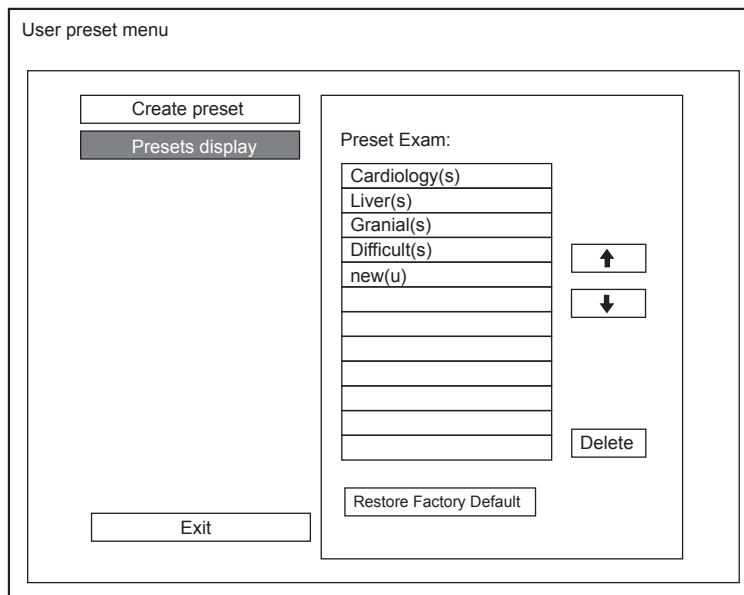 User preset menu
Create preset
Presets display
Preset Exam:
Cardiology(s)
Liver(s)
Granial(s)
Difficult(s)
new(u)
Delete
Restore Factory Default
Exit